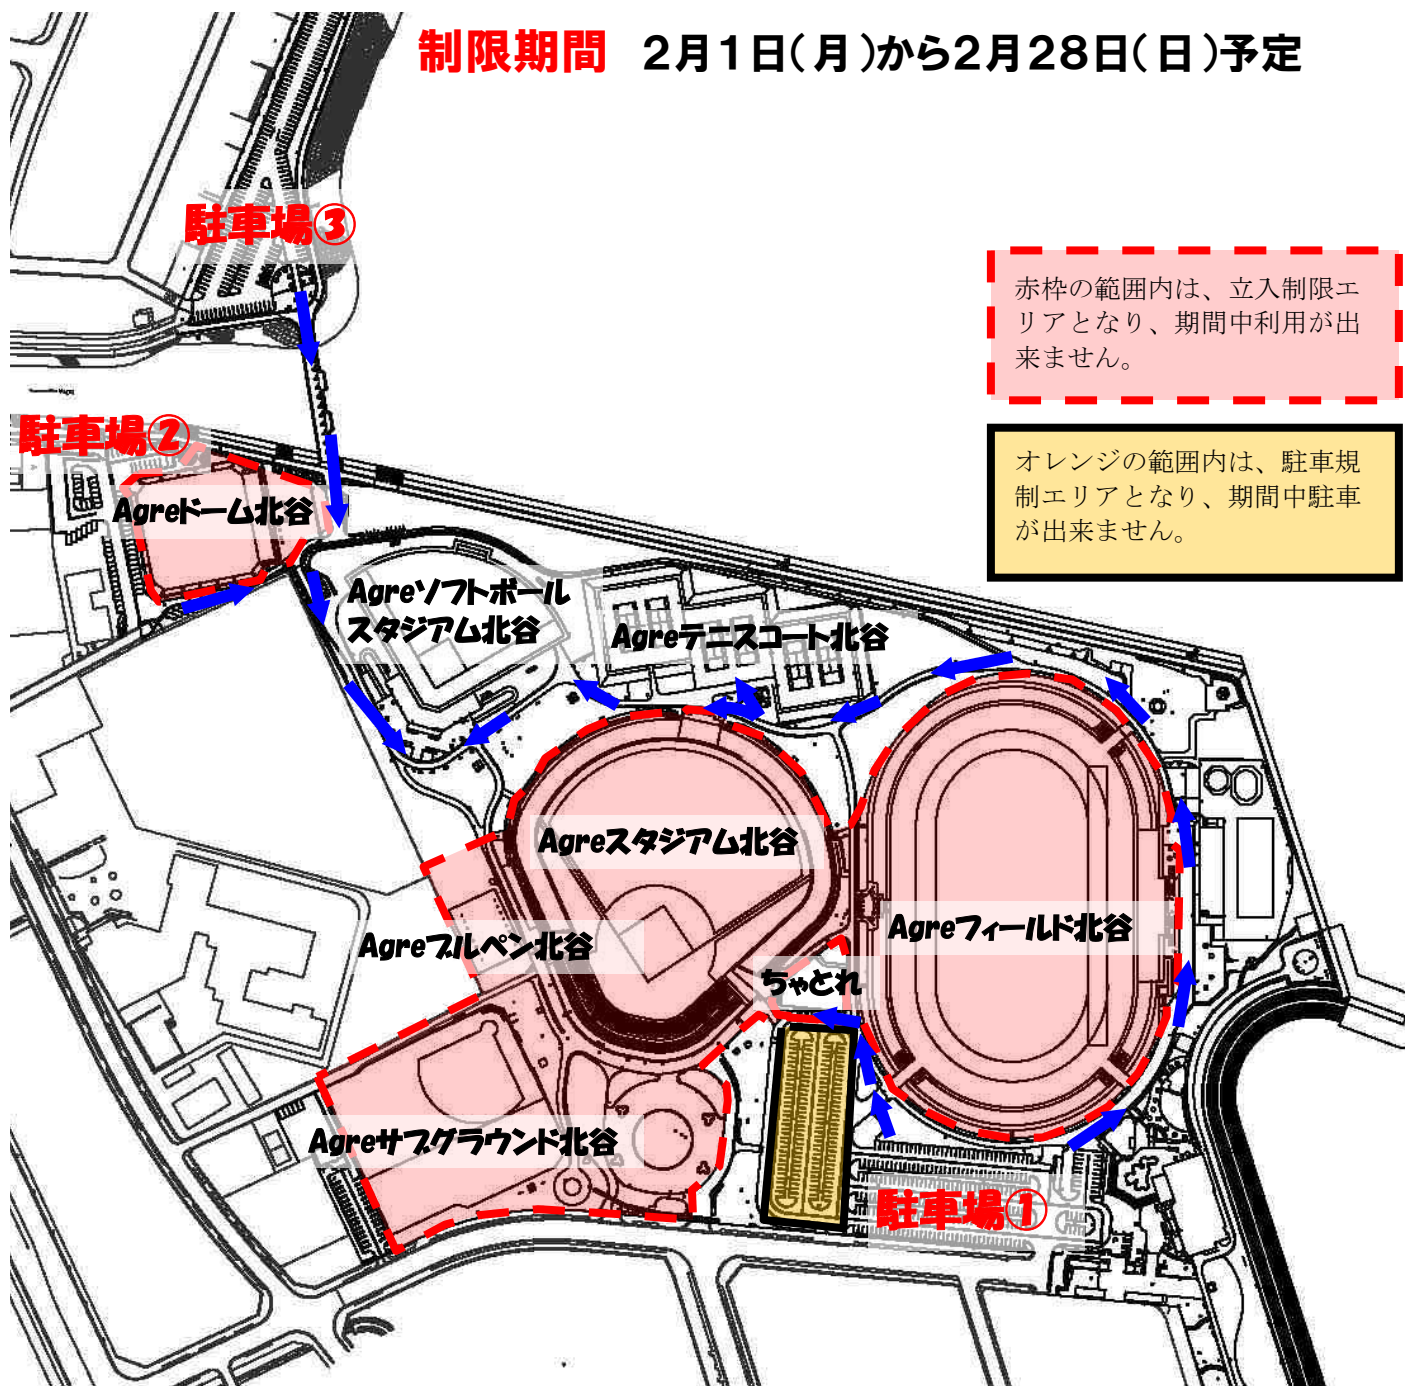 制限期間　2月1日(月)から2月28日(日)予定
駐車場③
赤枠の範囲内は、立入制限エ
リアとなり、期間中利用が出
来ません。
駐車場②
オレンジの範囲内は、駐車規
制エリアとなり、期間中駐車
が出来ません。
Agreドーム北谷
Agreソフトボール
スタジアム北谷
Agreテニスコート北谷
Agreスタジアム北谷
Agreフィールド北谷
Agreブルペン北谷
ちゃとれ
Agreサブグラウンド北谷
駐車場①